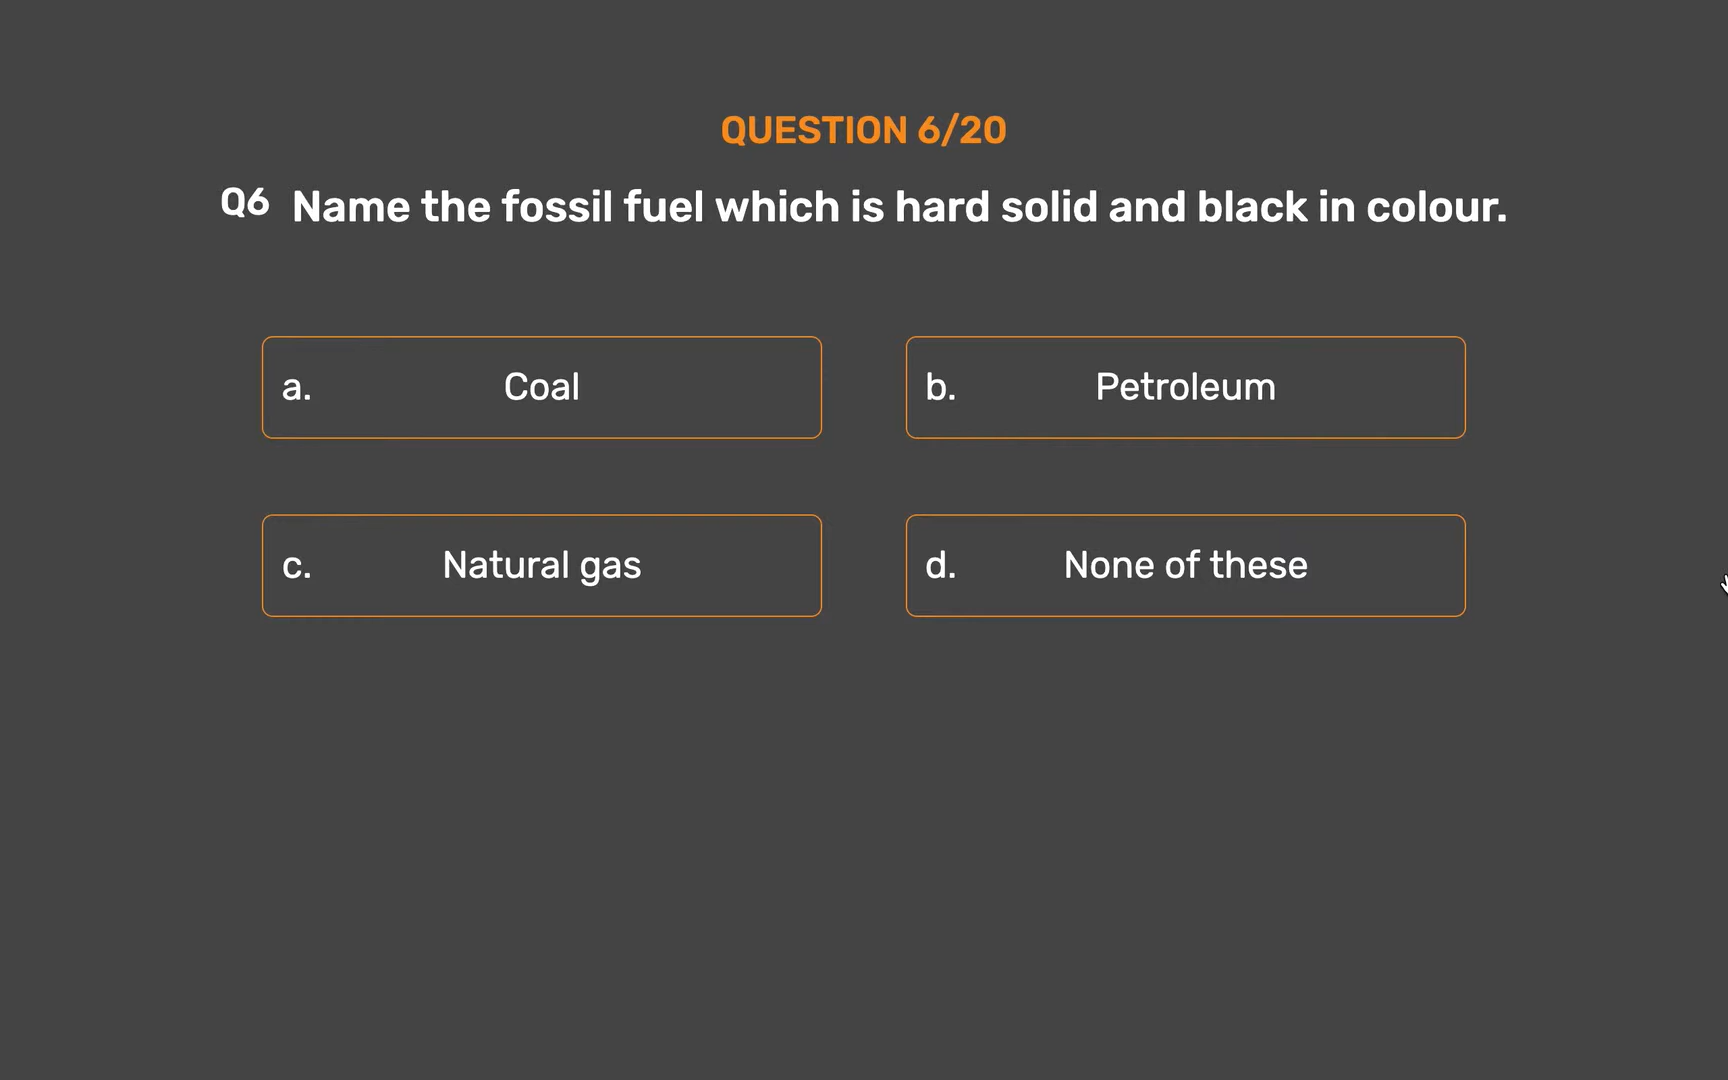 QUESTION 6/20
Q6 Name the fossil fuel which is hard solid and black in colour.
a. Coal
b. Petroleum
c. Natural gas
d. None of these